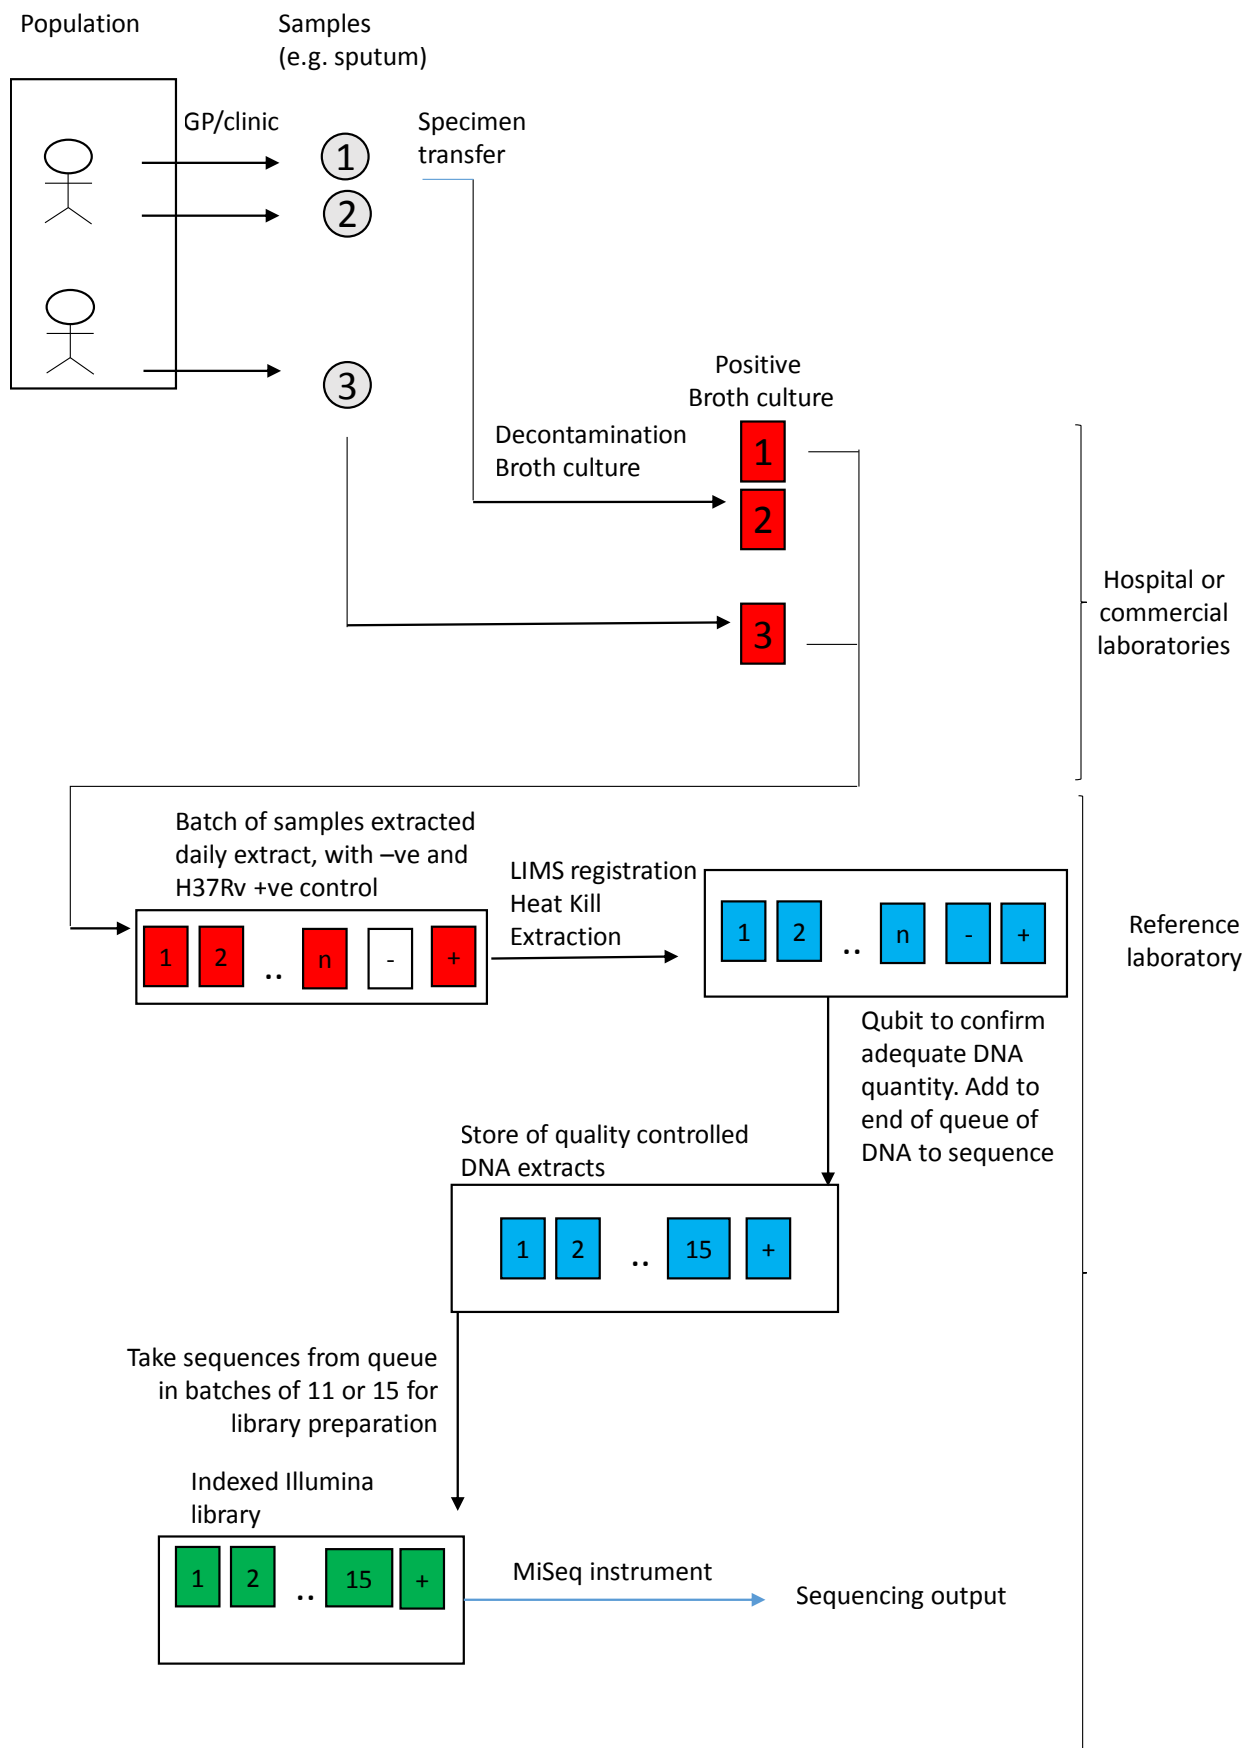 Population
Samples
(e.g. sputum)
GP/clinic
Specimen
transfer
1
2
3
Positive
Broth culture
Decontamination
Broth culture
1
2
3
Hospital or
commercial
laboratories
Batch of samples extracted
daily extract, with –ve and
H37Rv +ve control
1 2 .. n - +
LIMS registration
Heat Kill
Extraction
1 2 .. n - +
Reference
laboratory
Qubit to confirm
adequate DNA
quantity. Add to
end of queue of
DNA to sequence
Store of quality controlled
DNA extracts
1 2 .. 15 +
Take sequences from queue
in batches of 11 or 15 for
library preparation
Indexed Illumina
library
1 2 .. 15 +
MiSeq instrument
Sequencing output